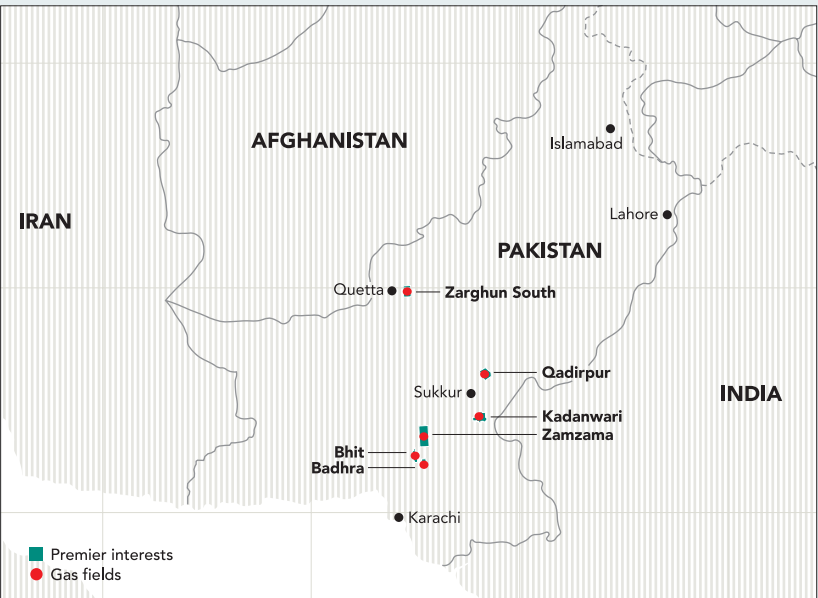 AFGHANISTAN
Islamabad
IRAN
Lahore
PAKISTAN
Quetta
Zarghun South
Qadirpur
Sukkur
INDIA
Kadanwari
Zamzama
Bhit
Badhra
Karachi
Premier interests
Gas fields